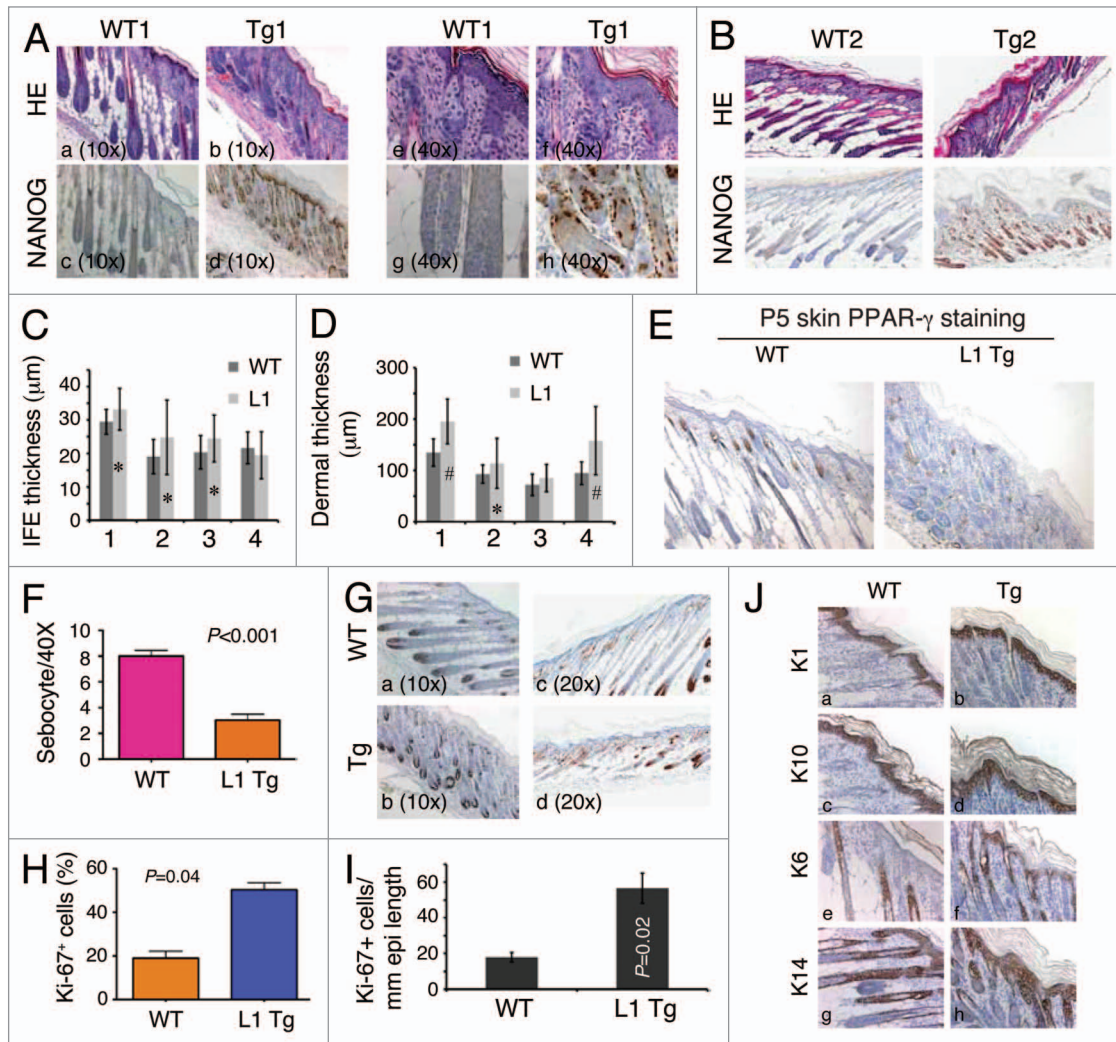 A
WT1
Tg1
WT1
Tg1
HE
a (10x)
b (10x)
e (40x)
f (40x)
NANOG
c (10x)
d (10x)
g (40x)
h (40x)
B
WT2
Tg2
HE
NANOG
C
IFE thickness (μm)
WT
L1
40
30
20
10
0
*
*
*
1
2
3
4
D
Dermal thickness
(μm)
WT
L1
300
200
100
0
#
*
#
1
2
3
4
E
P5 skin PPAR-γ staining
WT
L1 Tg
F
Sebocyte/40X
P<0.001
10
8
6
4
2
0
WT
L1 Tg
G
WT
a (10x)
c (20x)
Tg
b (10x)
d (20x)
H
Ki-67+ cells (%)
P=0.04
60
40
20
0
WT
L1 Tg
I
Ki-67+ cells/
mm epi length
60
40
20
0
P=0.02
WT
L1 Tg
J
WT
Tg
K1
a
b
K10
c
d
K6
e
f
K14
g
h